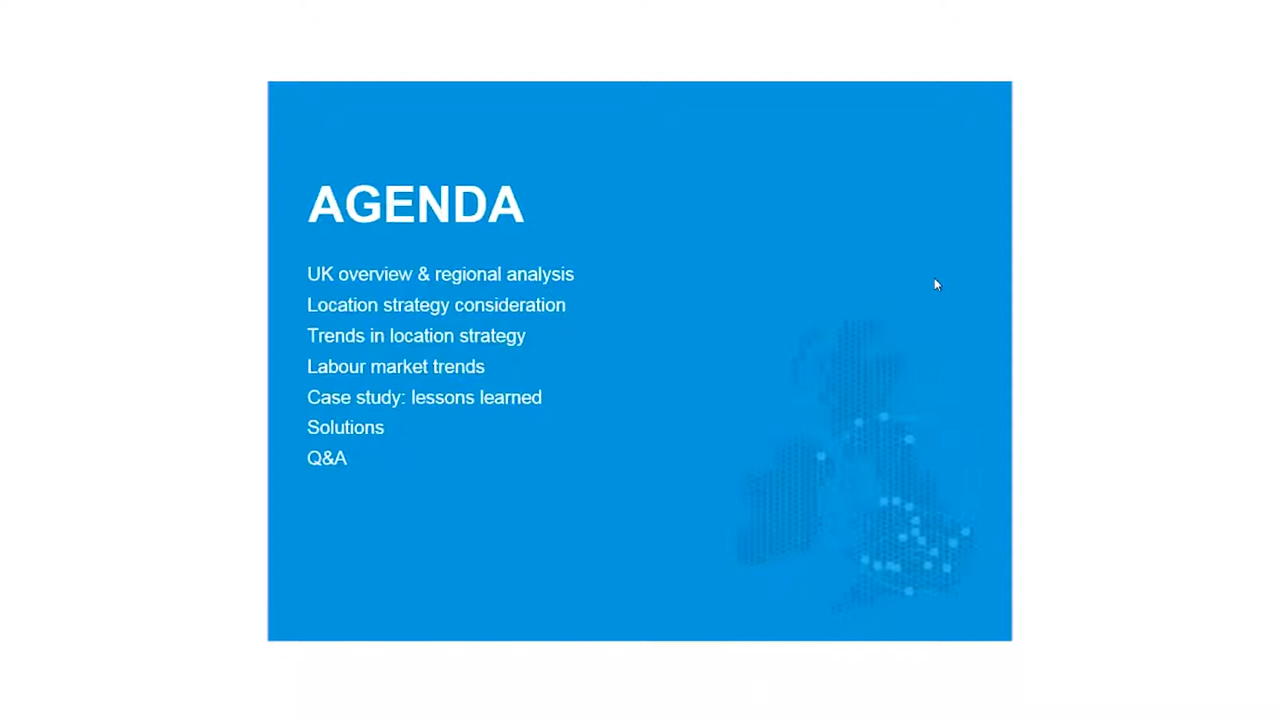 AGENDA
UK overview & regional analysis
Location strategy consideration
Trends in location strategy
Labour market trends
Case study: lessons learned
Solutions
Q&A